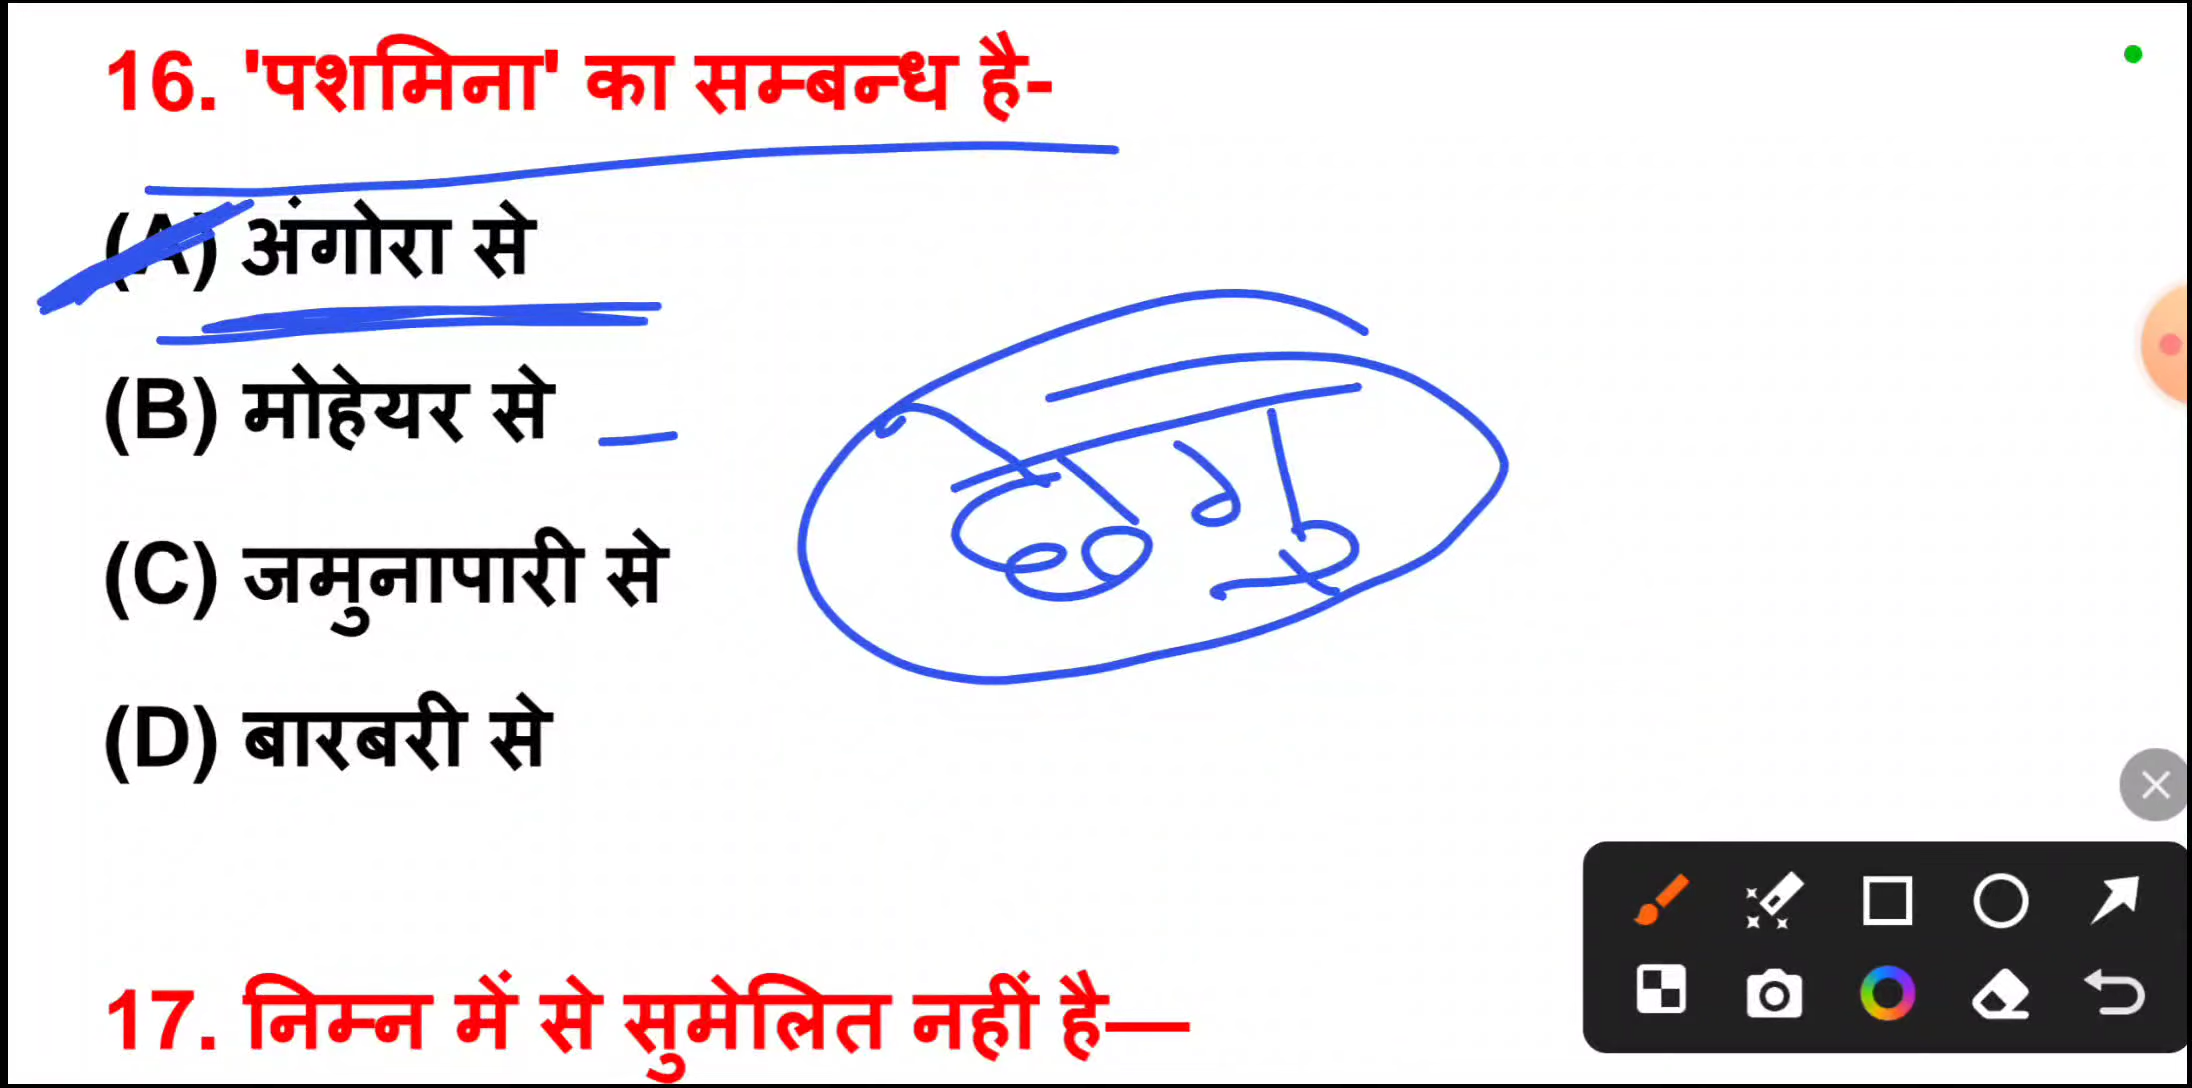 16. 'पशमिना' का सम्बन्ध है-
(A) अंगोरा से
(B) मोहेयर से
(C) जमुनापारी से
(D) बारबरी से
17. निम्न में से सुमेलित नहीं है—